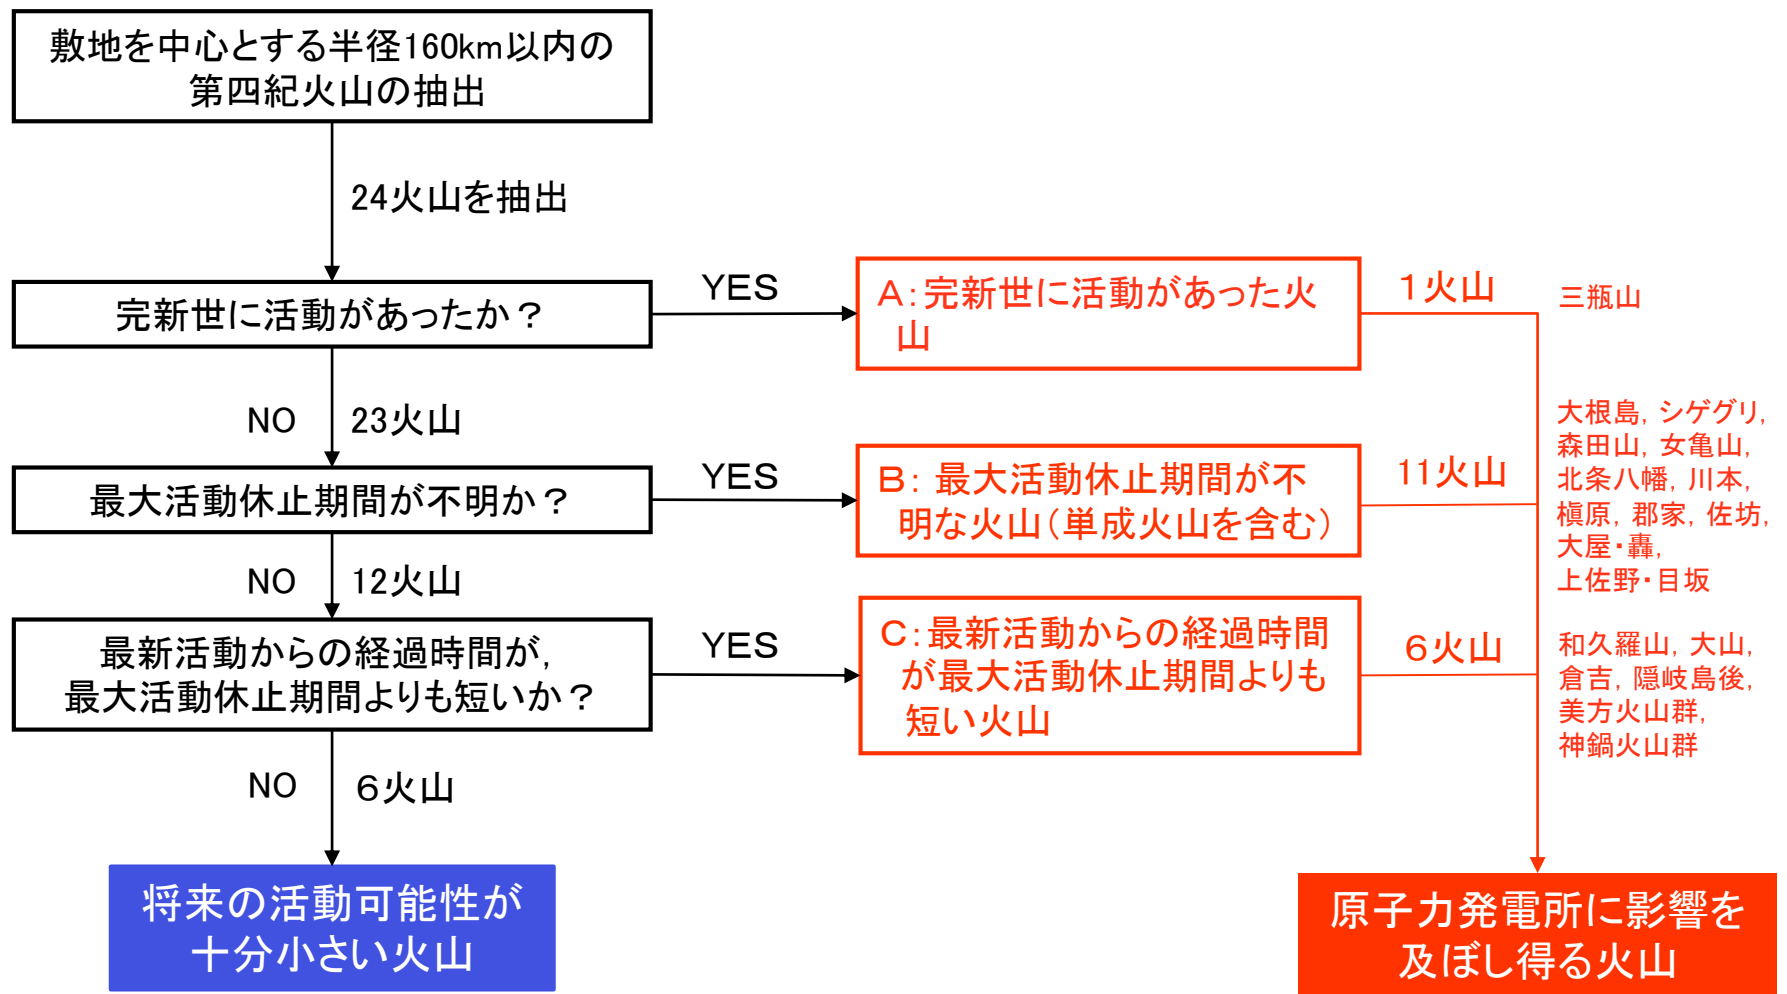 敷地を中心とする半径160km以内の
第四紀火山の抽出
24火山を抽出
完新世に活動があったか？
YES
A：完新世に活動があった火
山
1火山
三瓶山
NO
23火山
最大活動休止期間が不明か？
YES
B： 最大活動休止期間が不
明な火山（単成火山を含む）
11火山
大根島，シゲグリ，
森田山，女亀山，
北条八幡，川本，
槇原，郡家，佐坊，
大屋・轟，
上佐野・目坂
NO
12火山
最新活動からの経過時間が，
最大活動休止期間よりも短いか？
YES
C：最新活動からの経過時間
が最大活動休止期間よりも
短い火山
6火山
和久羅山，大山，
倉吉，隠岐島後，
美方火山群，
神鍋火山群
NO
6火山
将来の活動可能性が
十分小さい火山
原子力発電所に影響を
及ぼし得る火山